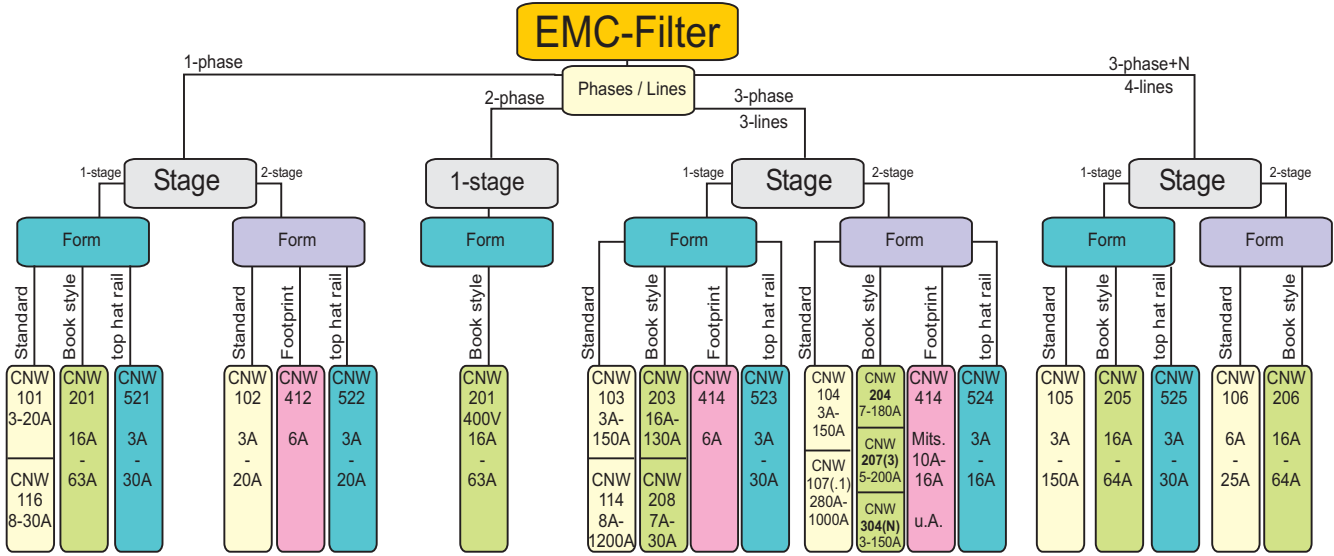 EMC-Filter
Phases / Lines
1-phase
2-phase
3-phase
3-lines
3-phase+N
4-lines
1-stage
Stage
2-stage
1-stage
1-stage
Stage
2-stage
1-stage
Stage
2-stage
Form
Form
Form
Form
Form
Form
Form
Standard
Book style
top hat rail
Standard
Footprint
top hat rail
Book style
Standard
Book style
Footprint
top hat rail
Standard
Book style
Footprint
top hat rail
Standard
Book style
top hat rail
Standard
Book style
CNW
101
3-20A
CNW
116
8-30A
CNW
201
16A
-
63A
CNW
521
3A
-
30A
CNW
102
3A
-
20A
CNW
412
6A
CNW
522
3A
-
20A
CNW
201
400V
16A
-
63A
CNW
103
3A-
150A
CNW
114
8A-
1200A
CNW
203
16A-
130A
CNW
208
7A-
30A
CNW
414
6A
CNW
523
3A
-
30A
CNW
104
3A-
150A
CNW
107(.1)
280A-
1000A
CNW
204
7-180A
CNW
207(3)
5-200A
CNW
304(N)
3-150A
CNW
414
Mits.
10A-
16A
u.A.
CNW
524
3A
-
16A
CNW
105
3A
-
150A
CNW
205
16A
-
64A
CNW
525
3A
-
30A
CNW
106
6A
-
25A
CNW
206
16A
-
64A